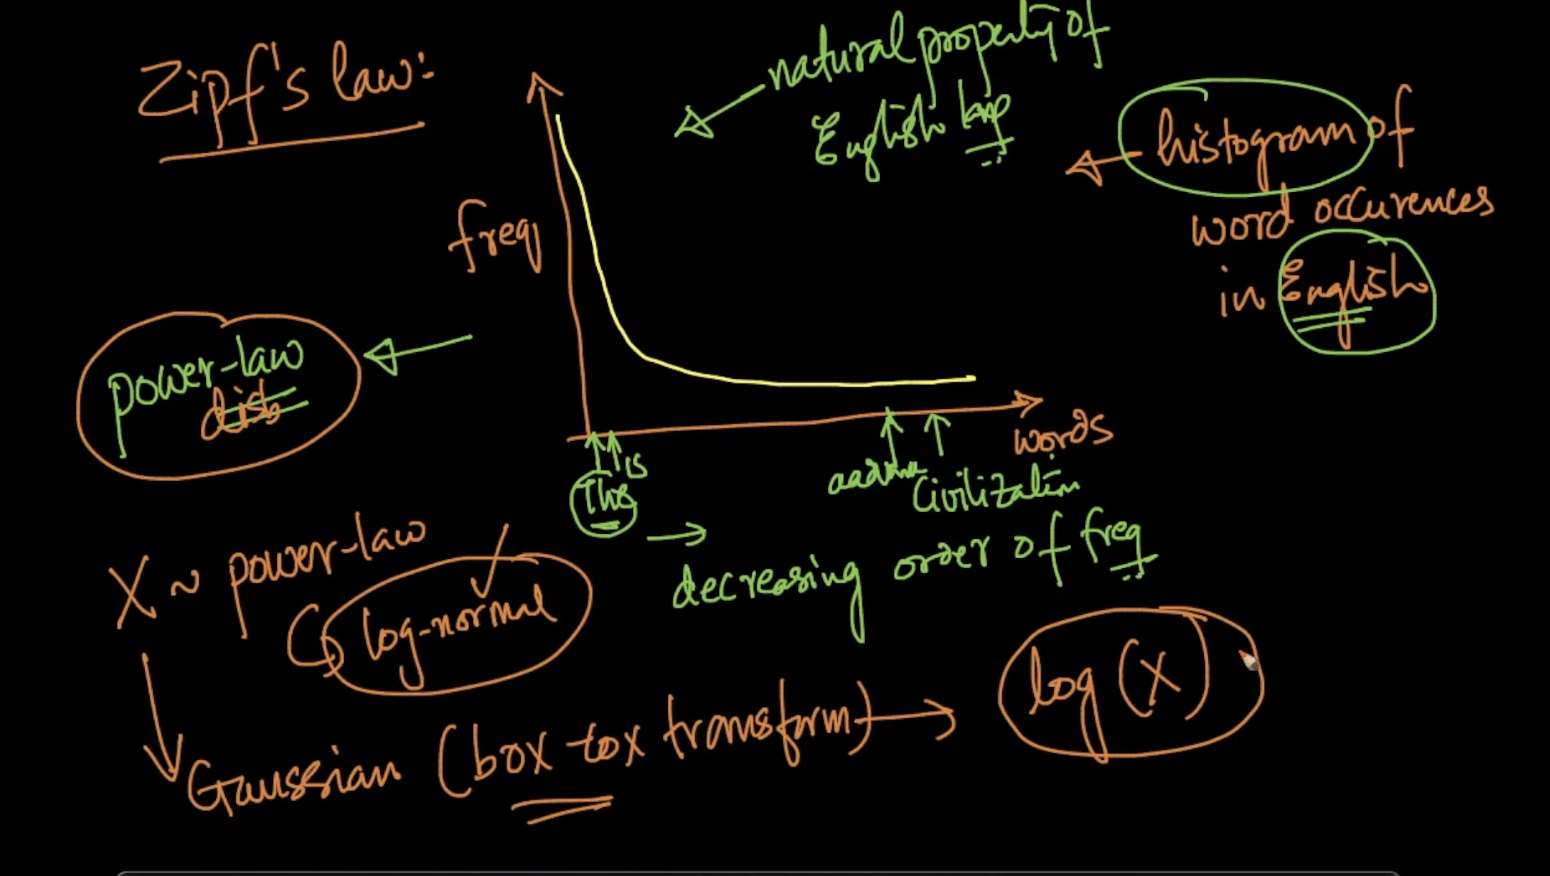 Zipf's law:
natural property of
English lang
histogram of
word occurences
in English
freq
power-law
dist
words
The
is
civilization
→ decreasing order of freq
X ~ power-law
log-normal
Gaussian (box-cox transform) → log (x)